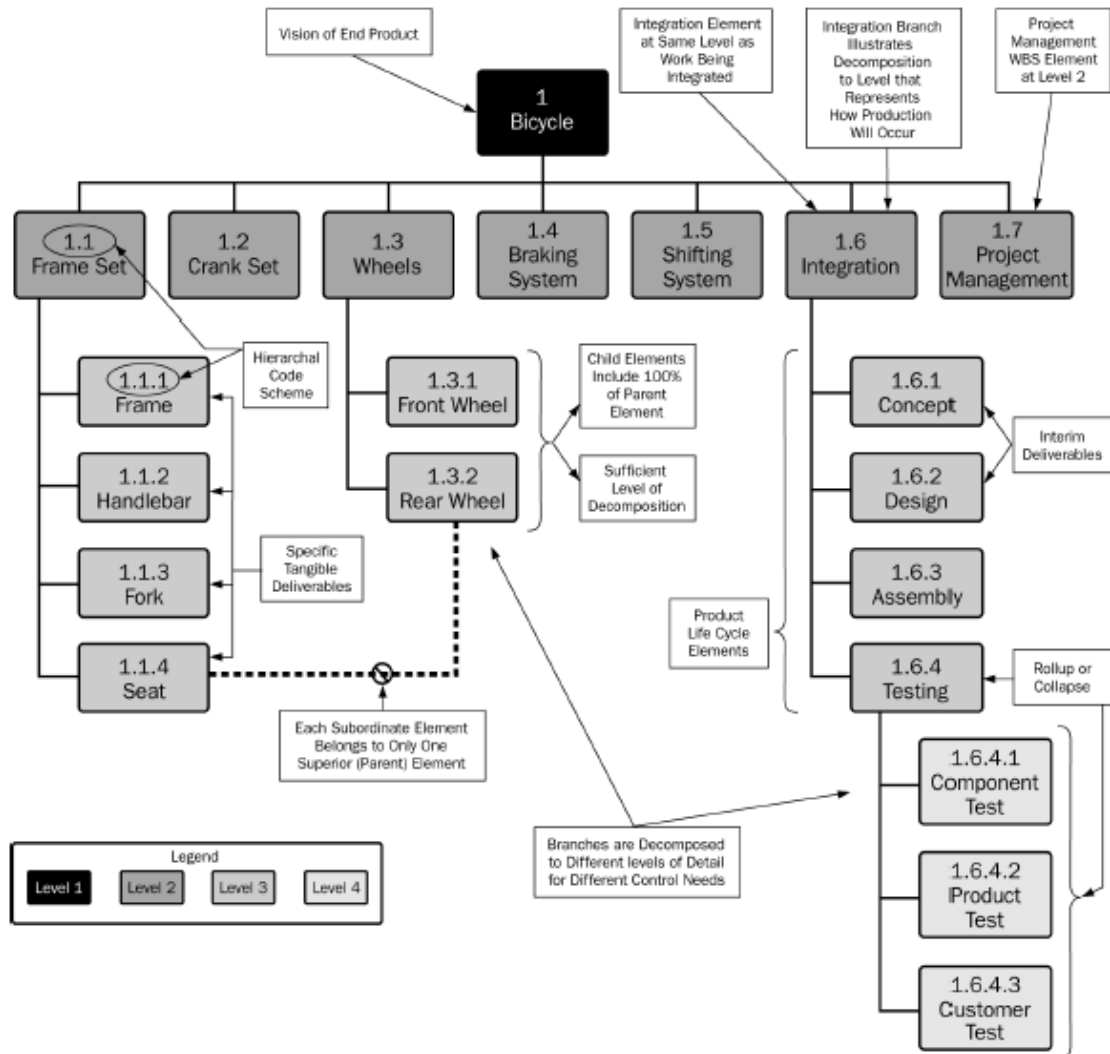 Vision of End Product
Integration Element
at Same Level as
Work Being
Integrated
Integration Branch
Illustrates
Decomposition
to Level that
Represents
How Production
Will Occur
Project
Management
WBS Element
at Level 2
1
Bicycle
1.1
Frame Set
1.2
Crank Set
1.3
Wheels
1.4
Braking
System
1.5
Shifting
System
1.6
Integration
1.7
Project
Management
1.1.1
Frame
Hierarchal
Code
Scheme
1.3.1
Front Wheel
Child Elements
Include 100%
of Parent
Element
1.6.1
Concept
Interim
Deliverables
1.1.2
Handlebar
1.3.2
Rear Wheel
Sufficient
Level of
Decomposition
1.6.2
Design
1.1.3
Fork
Specific
Tangible
Deliverables
1.6.3
Assembly
Product
Life Cycle
Elements
1.1.4
Seat
1.6.4
Testing
Rollup or
Collapse
Each Subordinate Element
Belongs to Only One
Superior (Parent) Element
1.6.4.1
Component
Test
Branches are Decomposed
to Different levels of Detail
for Different Control Needs
1.6.4.2
Product
Test
1.6.4.3
Customer
Test
Legend
Level 1
Level 2
Level 3
Level 4